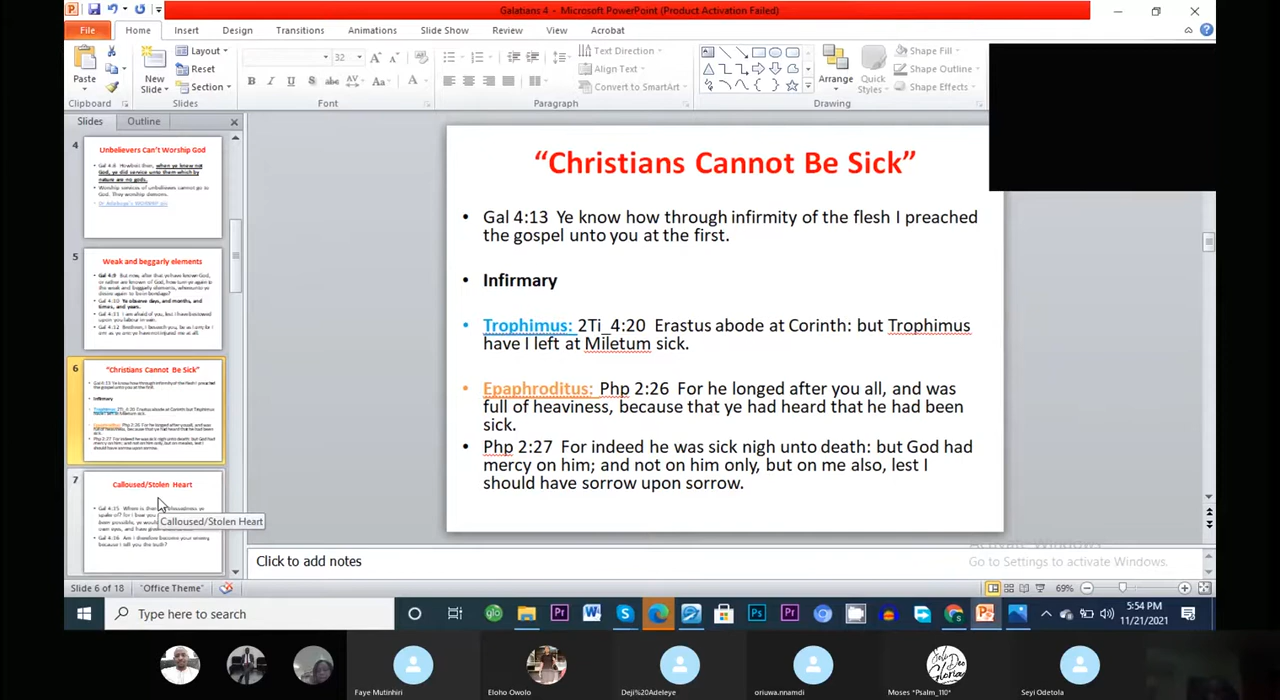 Galatians 4 - Microsoft PowerPoint (Product Activation Failed)
File Home Insert Design Transitions Animations Slide Show Review View Acrobat
Paste
New
Slide
Layout
Reset
Section
32
B I U S abc AV Aa A
Text Direction
Align Text
Convert to SmartArt
Arrange
Quick
Styles
Shape Fill
Shape Outline
Shape Effects
Clipboard Slides Font Paragraph Drawing
Slides Outline
4
Unbelievers Can't Worship God
5
Weak and beggarly elements
6
"Christians Cannot Be Sick"
7
Calloused/Stolen Heart
Calloused/Stolen Heart
“Christians Cannot Be Sick”
• Gal 4:13 Ye know how through infirmity of the flesh I preached
the gospel unto you at the first.
• Infirmary
• Trophimus: 2Ti_4:20 Erastus abode at Corinth: but Trophimus
have I left at Miletum sick.
• Epaphroditus: Php 2:26 For he longed after you all, and was
full of heaviness, because that ye had heard that he had been
sick.
• Php 2:27 For indeed he was sick nigh unto death: but God had
mercy on him; and not on him only, but on me also, lest I
should have sorrow upon sorrow.
Click to add notes
Go to Settings to activate Windows.
Slide 6 of 18 "Office Theme" 69%
Type here to search
5:54 PM
11/21/2021
Faye Mutinhiri
Eloho Owolo
Deji%20Adeleye
oriuwa.nnamdi
Moses *Psalm_110*
Seyi Odetola